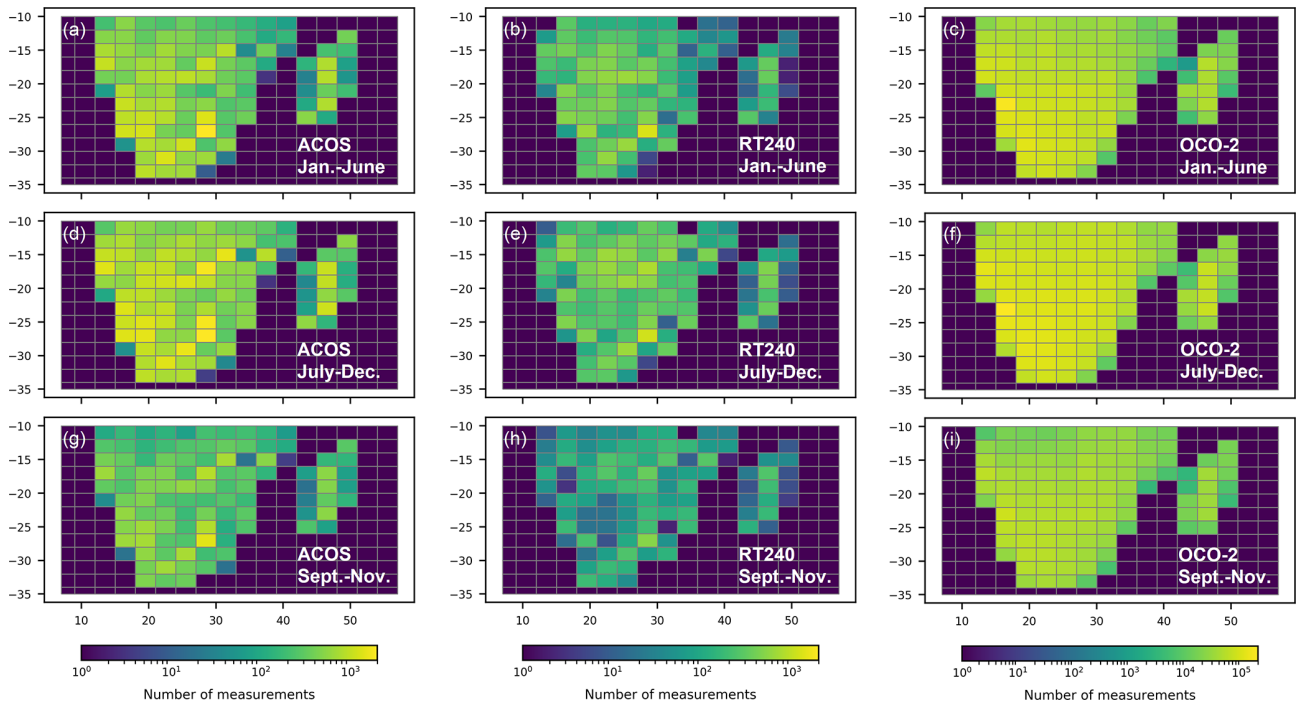 (a)
ACOS
Jan.-June
−10
−15
−20
−25
−30
−35
(b)
RT240
Jan.-June
−10
−15
−20
−25
−30
−35
(c)
OCO-2
Jan.-June
−10
−15
−20
−25
−30
−35
(d)
ACOS
July-Dec.
−10
−15
−20
−25
−30
−35
(e)
RT240
July-Dec.
−10
−15
−20
−25
−30
−35
(f)
OCO-2
July-Dec.
−10
−15
−20
−25
−30
−35
(g)
ACOS
Sept.-Nov.
−10
−15
−20
−25
−30
−35
10 20 30 40 50
(h)
RT240
Sept.-Nov.
−10
−15
−20
−25
−30
−35
10 20 30 40 50
(i)
OCO-2
Sept.-Nov.
−10
−15
−20
−25
−30
−35
10 20 30 40 50
10⁰ 10¹ 10² 10³
Number of measurements
10⁰ 10¹ 10² 10³
Number of measurements
10⁰ 10¹ 10² 10³ 10⁴ 10⁵
Number of measurements